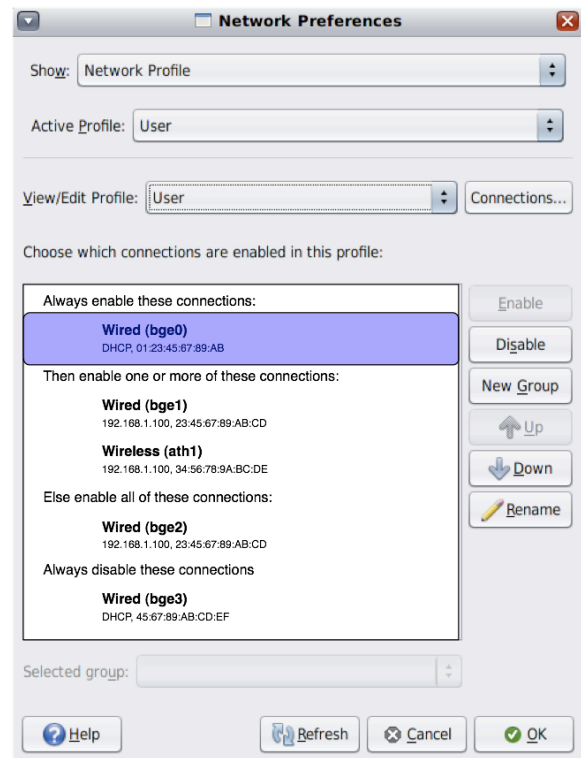 Network Preferences
Show: Network Profile
Active Profile: User
View/Edit Profile: User Connections...
Choose which connections are enabled in this profile:
Always enable these connections:
Enable
Wired (bge0)
DHCP, 01:23:45:67:89:AB
Disable
Then enable one or more of these connections:
New Group
Wired (bge1)
192.168.1.100, 23:45:67:89:AB:CD
Up
Wireless (ath1)
192.168.1.100, 34:56:78:9A:BC:DE
Down
Else enable all of these connections:
Rename
Wired (bge2)
192.168.1.100, 23:45:67:89:AB:CD
Always disable these connections
Wired (bge3)
DHCP, 45:67:89:AB:CD:EF
Selected group:
Help Refresh Cancel OK